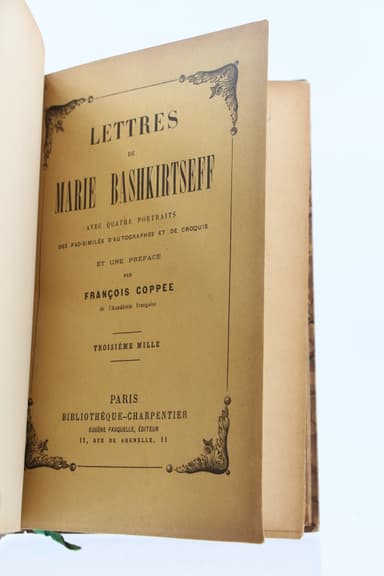 LETTRES
DE
MARIE BASHKIRTSEFF
AVEC QUATRE PORTRAITS
DES FAC-SIMILÉS D'AUTOGRAPHES ET DE CROQUIS
ET UNE PRÉFACE
PAR
FRANÇOIS COPPÉE
de l'Académie française
TROISIÈME MILLE
PARIS
BIBLIOTHÈQUE-CHARPENTIER
EUGÈNE FASQUELLE, ÉDITEUR
11, RUE DE GRENELLE, 11